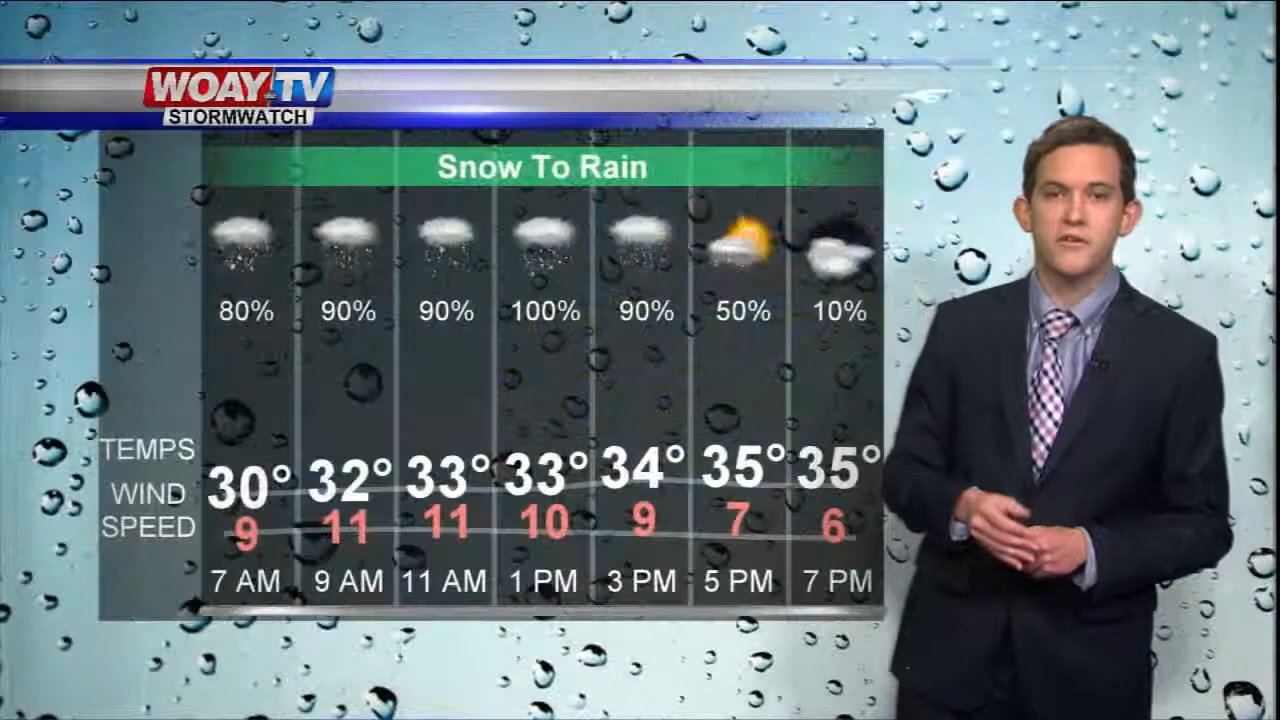 WOAY-TV
STORMWATCH
Snow To Rain
80% 90% 90% 100% 90% 50% 10%
TEMPS
30° 32° 33° 33° 34° 35° 35°
WIND
SPEED
9 11 11 10 9 7 6
7 AM 9 AM 11 AM 1 PM 3 PM 5 PM 7 PM